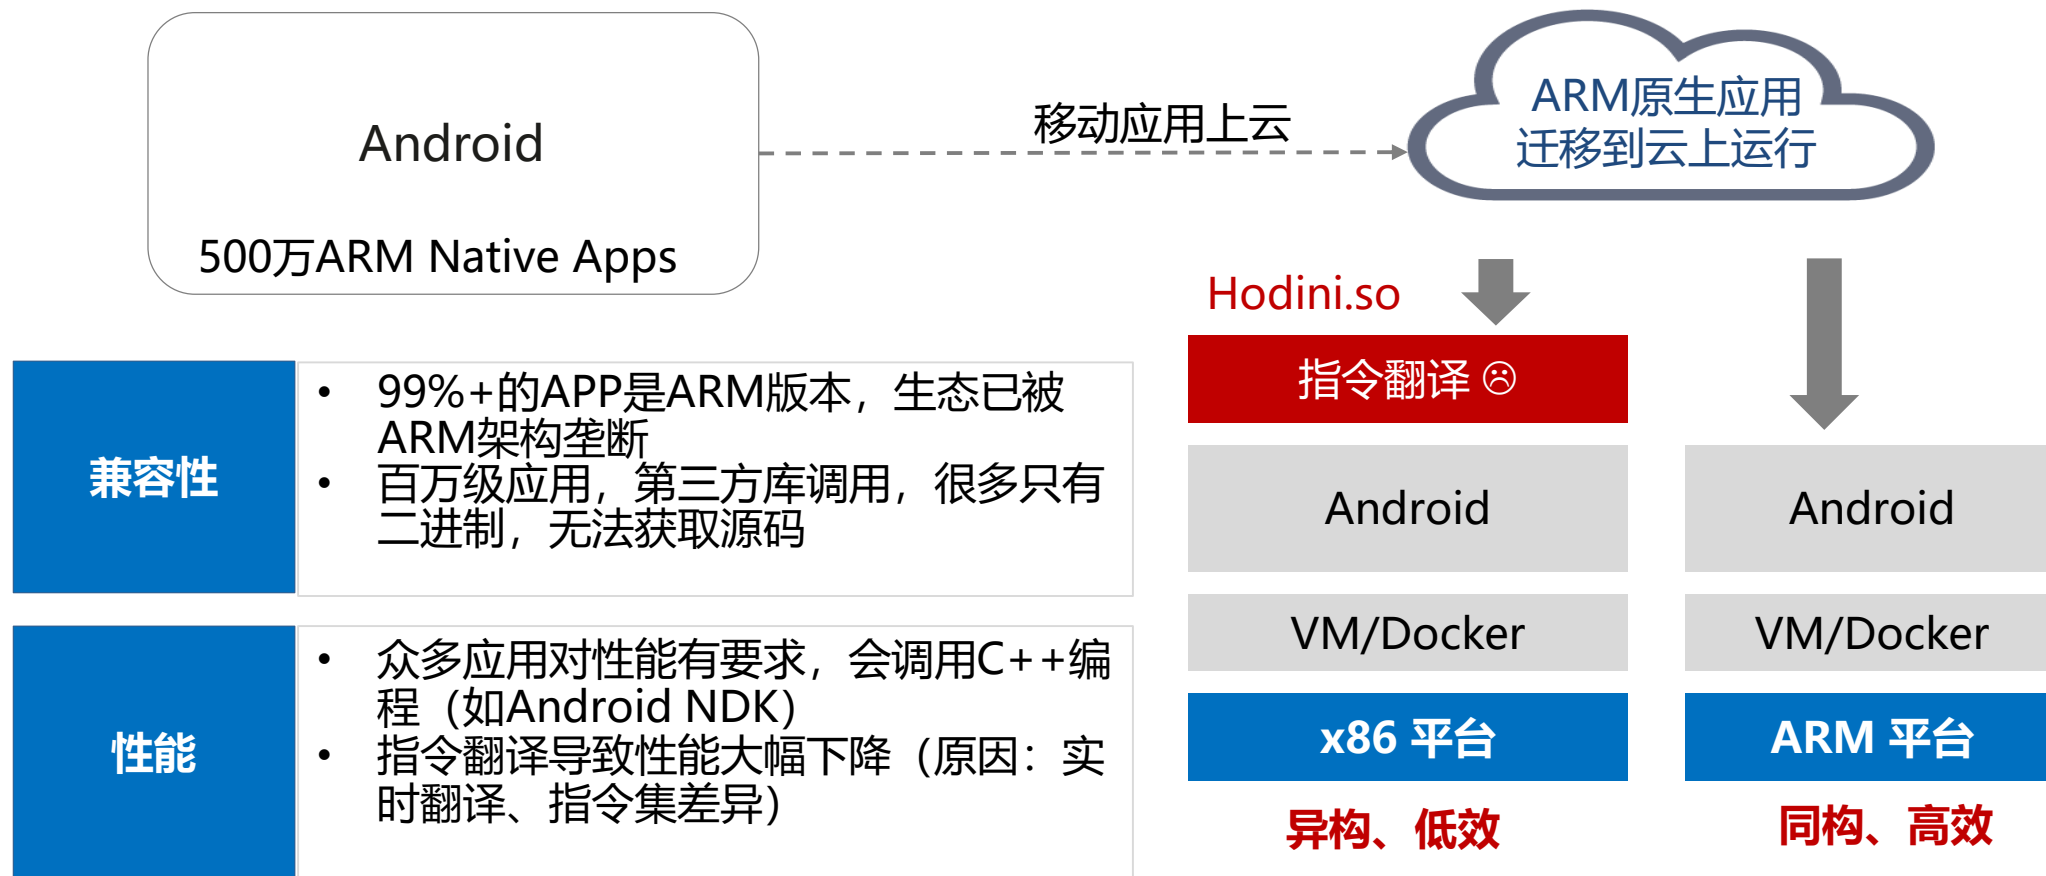 Android
500万ARM Native Apps
移动应用上云
ARM原生应用
迁移到云上运行
兼容性
• 99%+的APP是ARM版本，生态已被
ARM架构垄断
• 百万级应用，第三方库调用，很多只有
二进制，无法获取源码
性能
• 众多应用对性能有要求，会调用C++编
程（如Android NDK）
• 指令翻译导致性能大幅下降（原因：实
时翻译、指令集差异）
Hodini.so
指令翻译 ☹
Android
VM/Docker
x86 平台
异构、低效
Android
VM/Docker
ARM 平台
同构、高效